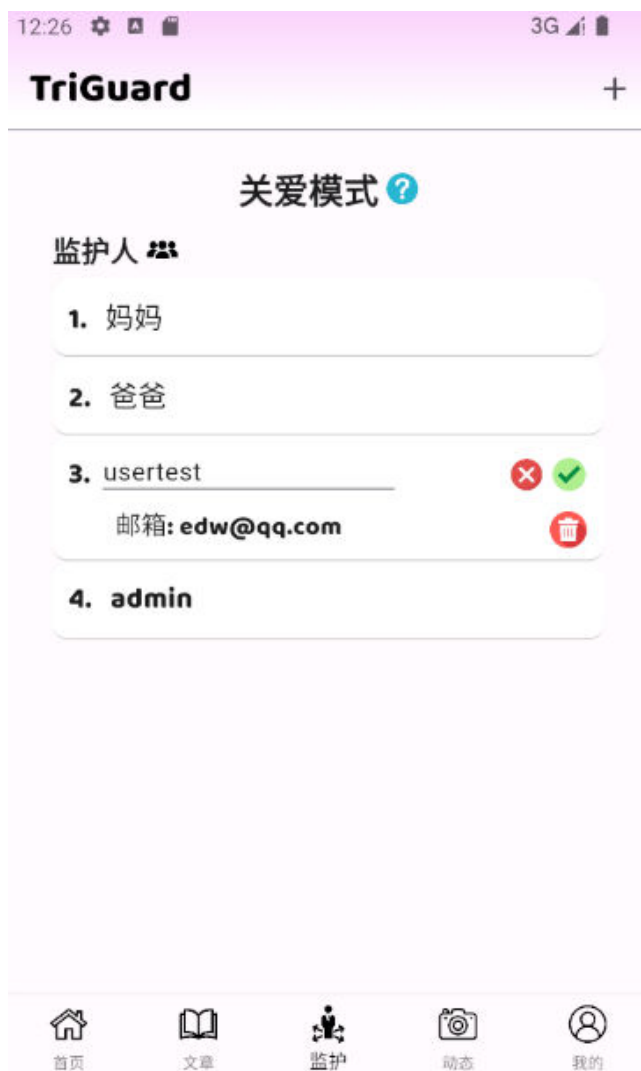 12:26 3G
TriGuard +
关爱模式 ?
监护人
1. 妈妈
2. 爸爸
3. usertest
邮箱: edw@qq.com
4. admin
首页 文章 监护 动态 我的